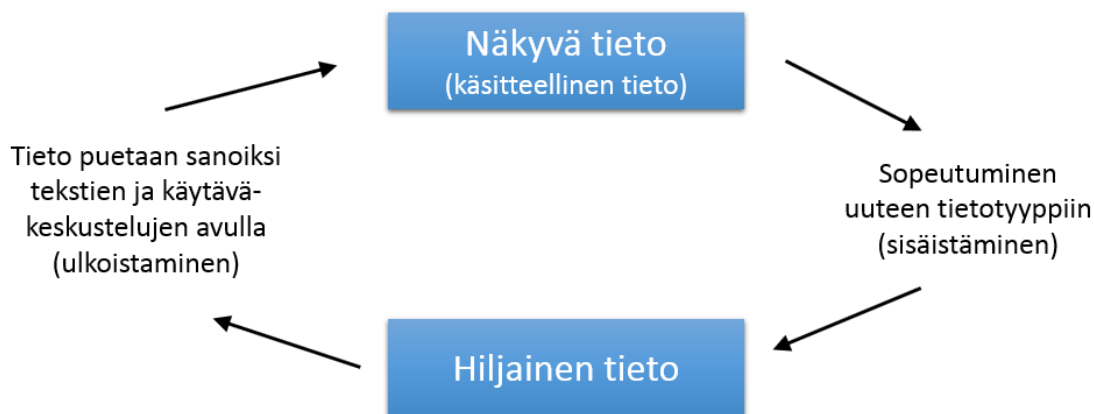 Näkyvä tieto
(käsitteellinen tieto)
Tieto puetaan sanoiksi
tekstien ja käytävä-
keskustelujen avulla
(ulkoistaminen)
Sopeutuminen
uuteen tietotyyppiin
(sisäistäminen)
Hiljainen tieto